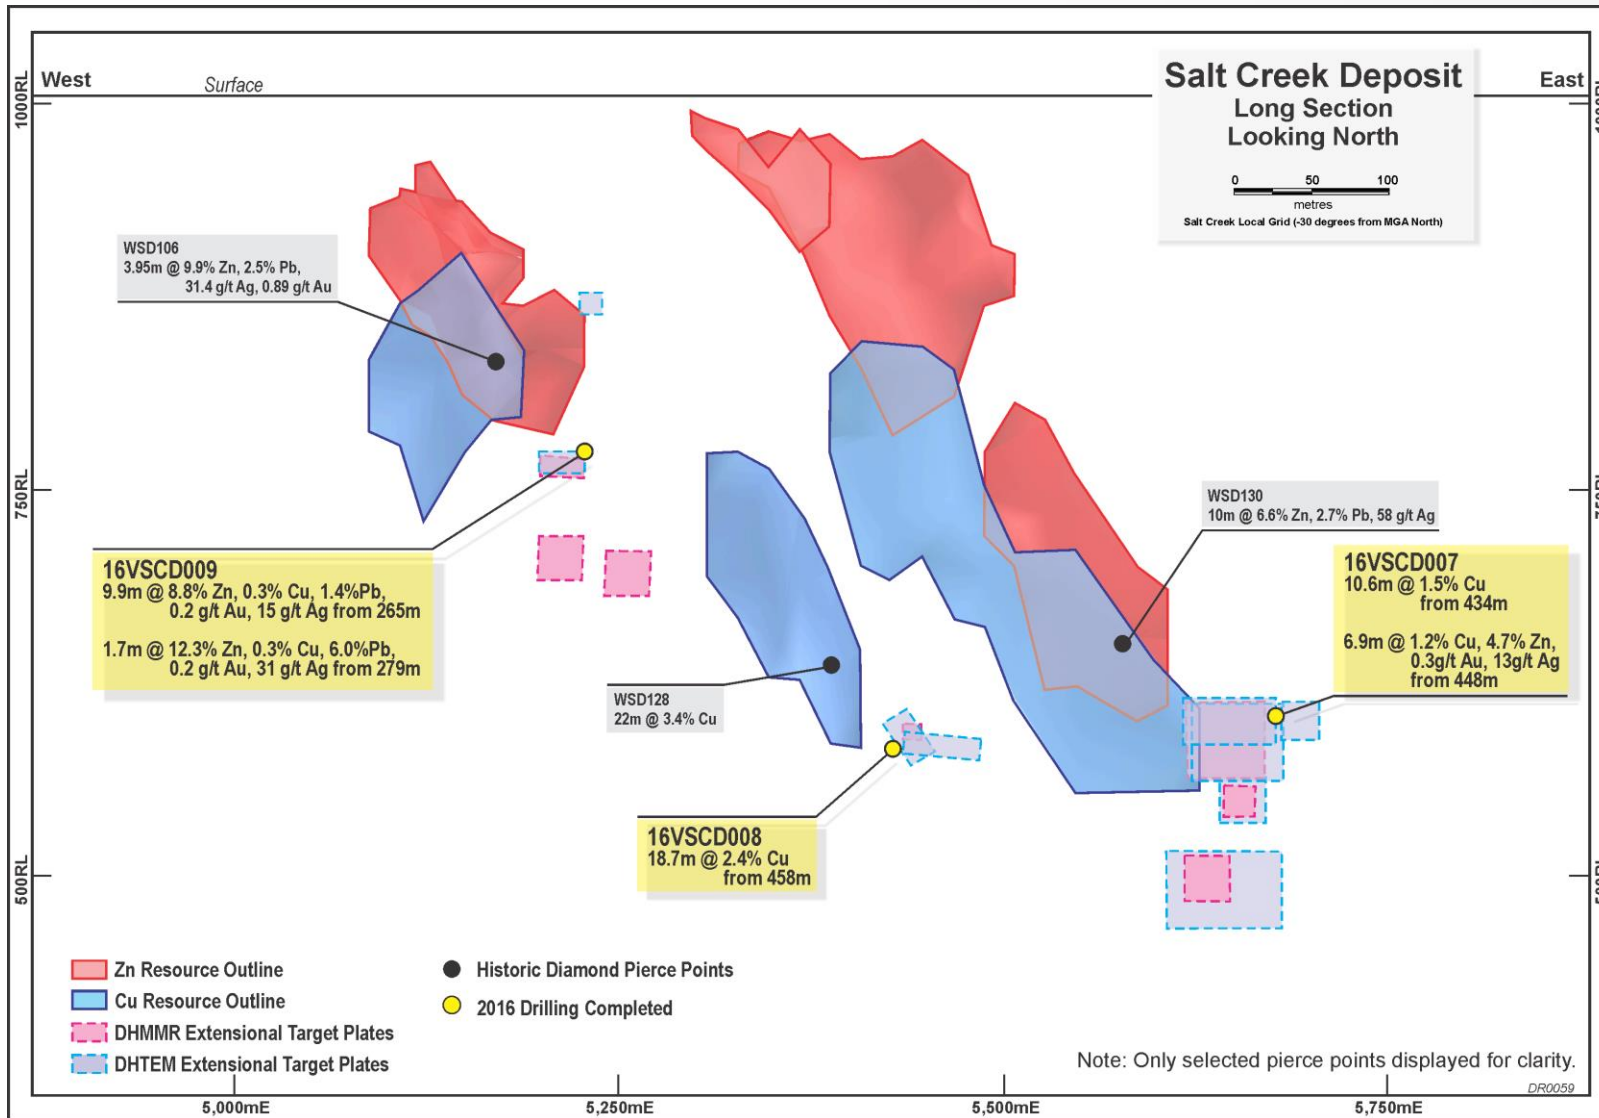 West
Surface
East
Salt Creek Deposit
Long Section
Looking North
0 50 100
metres
Salt Creek Local Grid (-30 degrees from MGA North)
1000RL
1000RL
WSD106
3.95m @ 9.9% Zn, 2.5% Pb,
31.4 g/t Ag, 0.89 g/t Au
750RL
750RL
WSD130
10m @ 6.6% Zn, 2.7% Pb, 58 g/t Ag
16VSCD007
10.6m @ 1.5% Cu
from 434m
6.9m @ 1.2% Cu, 4.7% Zn,
0.3g/t Au, 13g/t Ag
from 448m
16VSCD009
9.9m @ 8.8% Zn, 0.3% Cu, 1.4%Pb,
0.2 g/t Au, 15 g/t Ag from 265m
1.7m @ 12.3% Zn, 0.3% Cu, 6.0%Pb,
0.2 g/t Au, 31 g/t Ag from 279m
WSD128
22m @ 3.4% Cu
16VSCD008
18.7m @ 2.4% Cu
from 458m
500RL
500RL
Zn Resource Outline
Cu Resource Outline
DHMMR Extensional Target Plates
DHTEM Extensional Target Plates
Historic Diamond Pierce Points
2016 Drilling Completed
Note: Only selected pierce points displayed for clarity.
DR0059
5,000mE
5,250mE
5,500mE
5,750mE